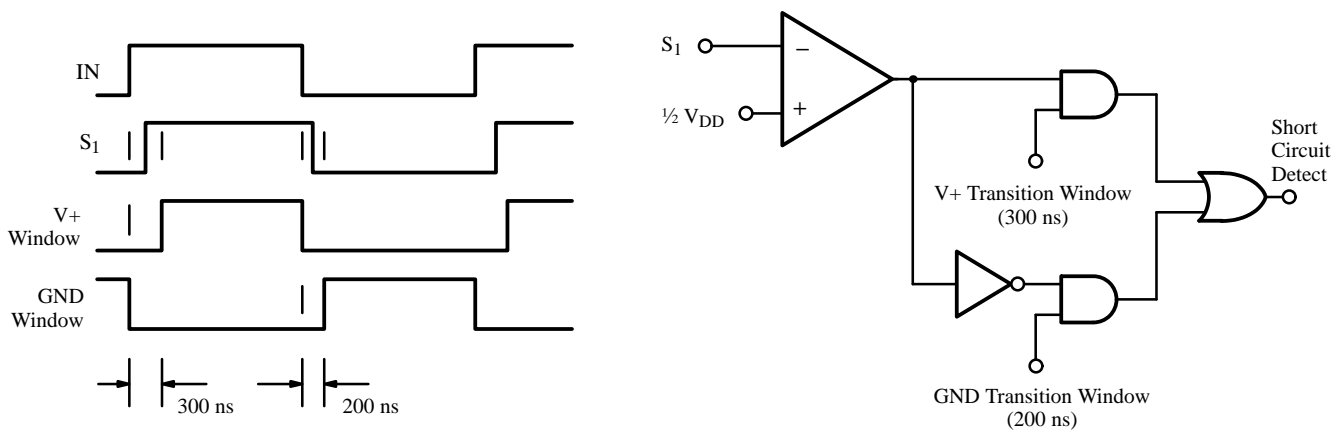 IN
S1
V+
Window
GND
Window
300 ns
200 ns
S1
−
½ VDD
+
V+ Transition Window
(300 ns)
GND Transition Window
(200 ns)
Short
Circuit
Detect